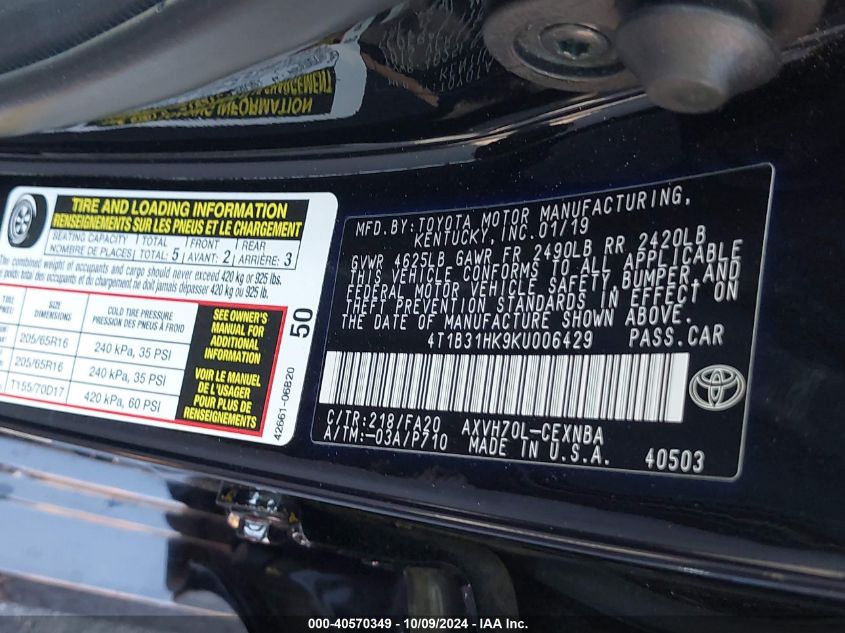 TIRE AND LOADING INFORMATION
RENSEIGNEMENTS SUR LES PNEUS ET LE CHARGEMENT
SEATING CAPACITY TOTAL 5 FRONT 2 REAR 3
NOMBRE DE PLACES: TOTAL: AVANT: ARRIÈRE:
The combined weight of occupants and cargo should never exceed 420 kg or 925 lbs.
total des occupants et du chargement ne doit jamais dépasser 420 kg ou 925 lb.
SIZE COLD TIRE PRESSURE
DIMENSIONS PRESSION DES PNEUS À FROID
205/65R16 240 kPa, 35 PSI
205/65R16 240 kPa, 35 PSI
T155/70D17 420 kPa, 60 PSI
SEE OWNER'S
MANUAL FOR
ADDITIONAL
INFORMATION
VOIR LE MANUEL
DE L'USAGER
POUR PLUS DE
RENSEIGNEMENTS
50
42661-06B20
MFD.BY:TOYOTA MOTOR MANUFACTURING,
KENTUCKY, INC.01/19
GVWR 4625LB GAWR FR 2490LB RR 2420LB
THIS VEHICLE CONFORMS TO ALL APPLICABLE
FEDERAL MOTOR VEHICLE SAFETY,BUMPER,AND
THEFT PREVENTION STANDARDS IN EFFECT ON
THE DATE OF MANUFACTURE SHOWN ABOVE.
4T1B31HK9KU006429 PASS.CAR
C/TR:218/FA20 AXVH70L-CEXNBA
A/TM:-03A/P710 MADE IN U.S.A. 40503
000-40570349 - 10/09/2024 - IAA Inc.